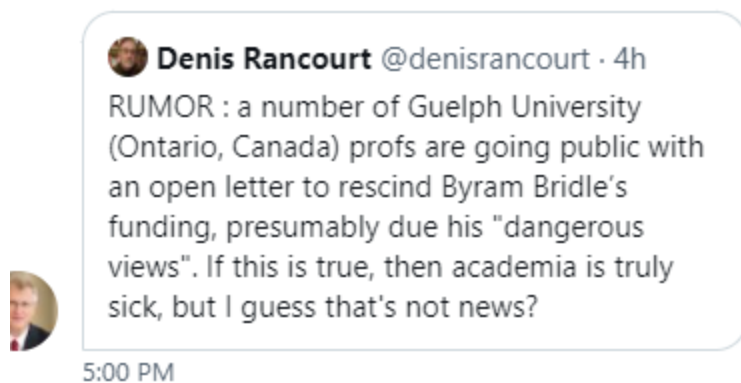 Denis Rancourt @denisrancourt · 4h
RUMOR : a number of Guelph University
(Ontario, Canada) profs are going public with
an open letter to rescind Byram Bridle's
funding, presumably due his "dangerous
views". If this is true, then academia is truly
sick, but I guess that's not news?
5:00 PM